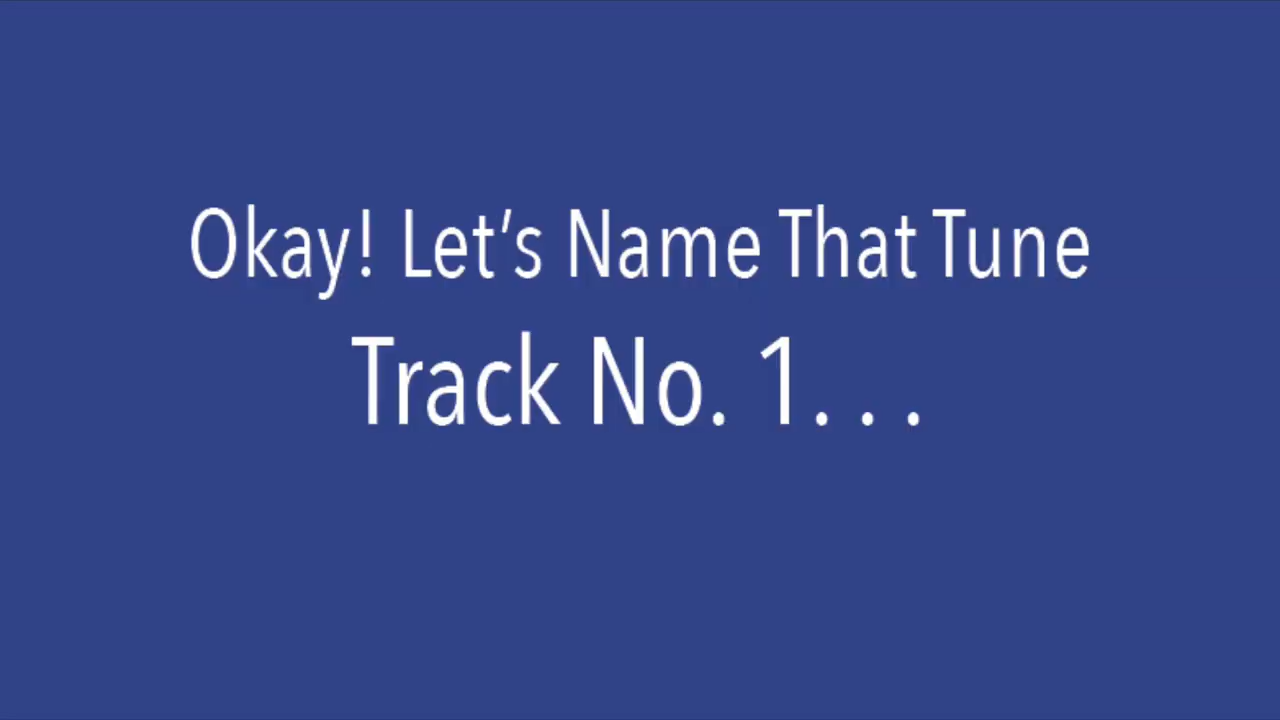 Okay! Let’s Name That Tune
Track No. 1. . .